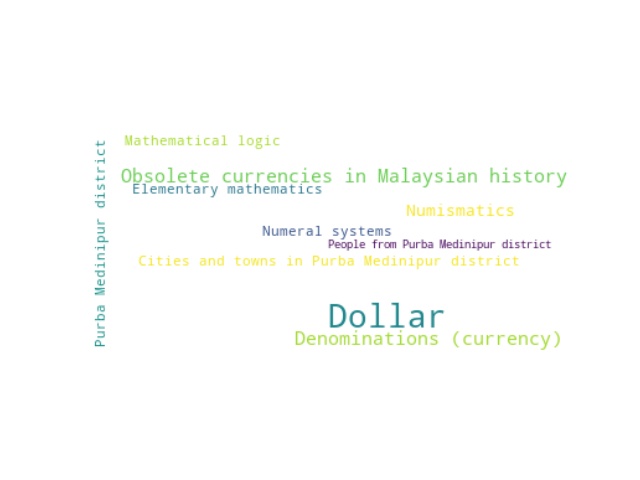 Mathematical logic
Purba Medinipur district
Obsolete currencies in Malaysian history
Elementary mathematics
Numismatics
Numeral systems
People from Purba Medinipur district
Cities and towns in Purba Medinipur district
Dollar
Denominations (currency)